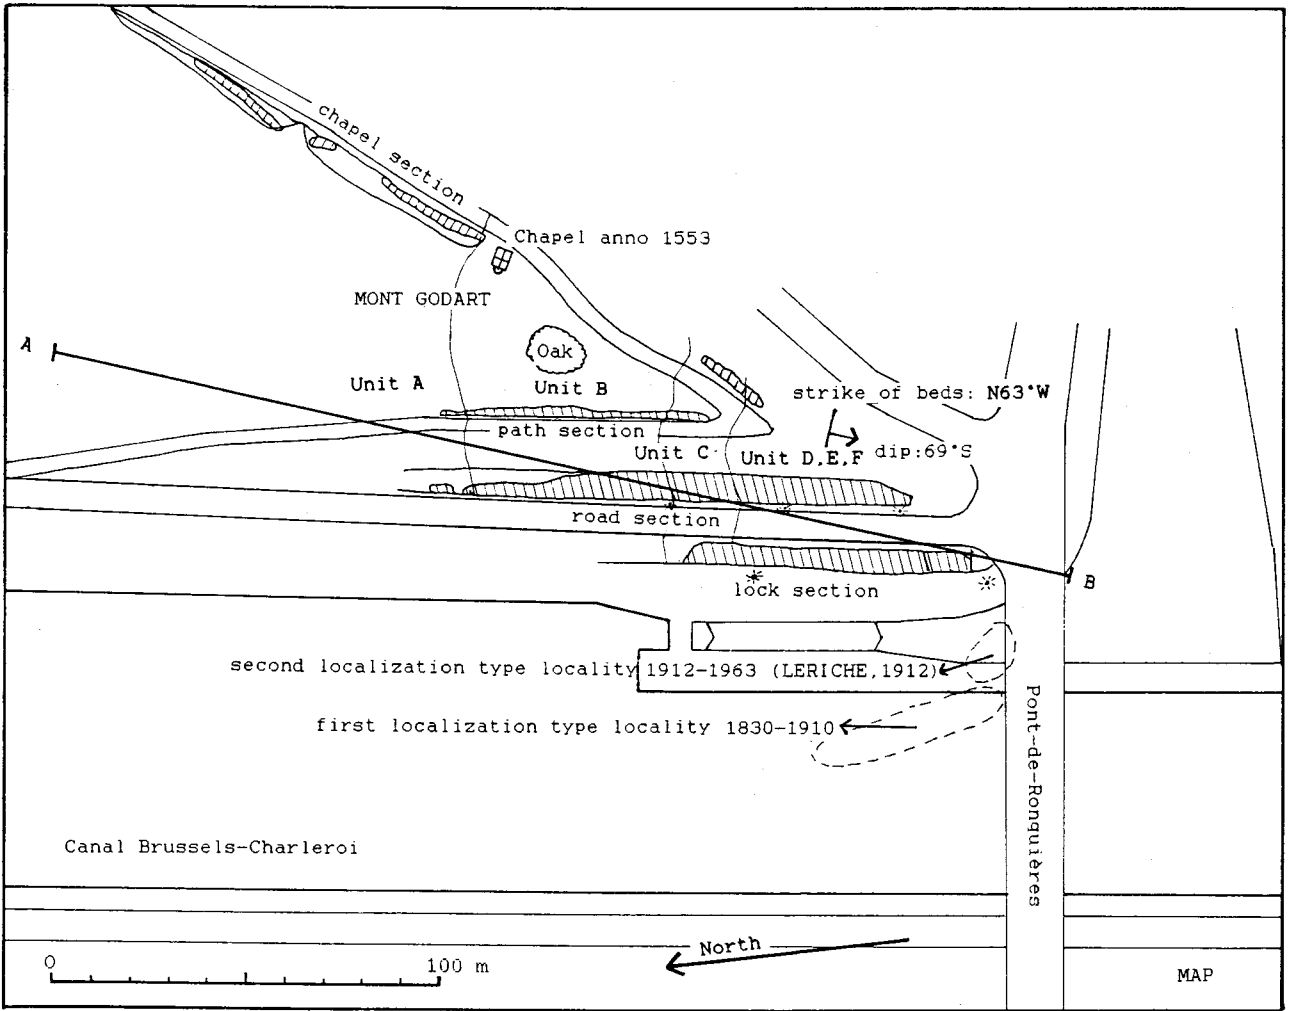 chapel section
Chapel anno 1553
MONT GODART
A
Oak
Unit A
Unit B
strike of beds: N63°W
path section
Unit C
Unit D,E,F
dip:69°S
road section
B
lock section
second localization type locality 1912-1963 (LERICHE,1912)
first localization type locality 1830-1910
Pont-de-Ronquières
Canal Brussels-Charleroi
North
0
100 m
MAP